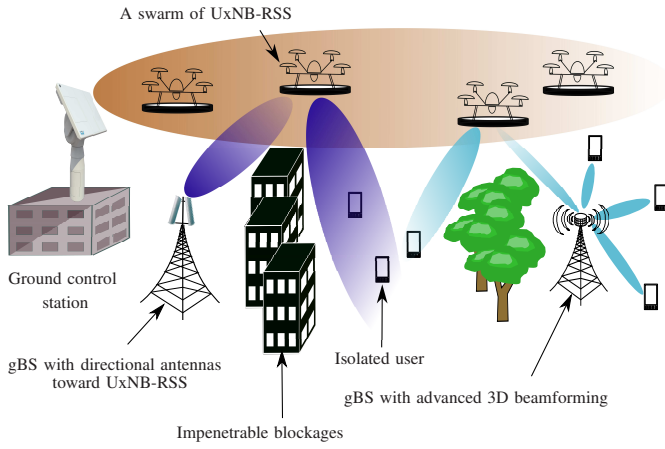 A swarm of UxNB-RSS
Ground control
station
gBS with directional antennas
toward UxNB-RSS
Isolated user
gBS with advanced 3D beamforming
Impenetrable blockages